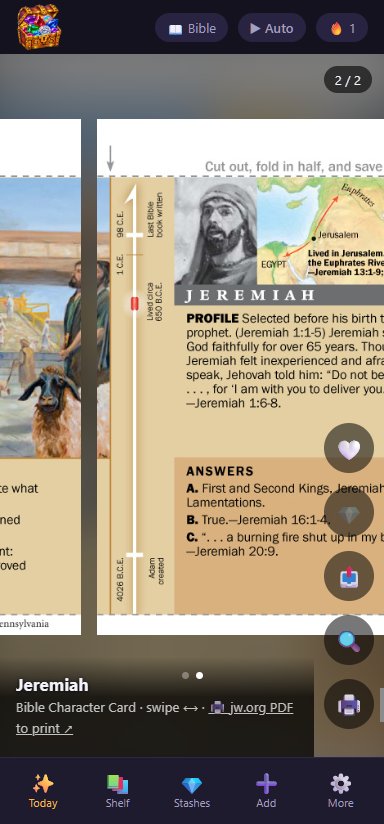 Bible
Auto
1
2 / 2
Cut out, fold in half, and save
98 C.E.
Last Bible
book written
1 C.E.
Lived circa
650 B.C.E.
4026 B.C.E.
Adam
created
Euphrates
Jerusalem
EGYPT
Lived in Jerusalem.
the Euphrates Rive
—Jeremiah 13:1-9;
JEREMIAH
PROFILE Selected before his birth t
prophet. (Jeremiah 1:1-5) Jeremiah s
God faithfully for over 65 years. Thou
Jeremiah felt inexperienced and afra
speak, Jehovah told him: “Do not be
. . . , for ‘I am with you to deliver you.
—Jeremiah 1:6-8.
ANSWERS
A. First and Second Kings, Jeremiah
Lamentations.
B. True.—Jeremiah 16:1-4.
C. “. . . a burning fire shut up in my b
—Jeremiah 20:9.
te what
ned
nt:
oved
ennsylvania
Jeremiah
Bible Character Card · swipe ↔ · jw.org PDF
to print ↗
Today
Shelf
Stashes
Add
More